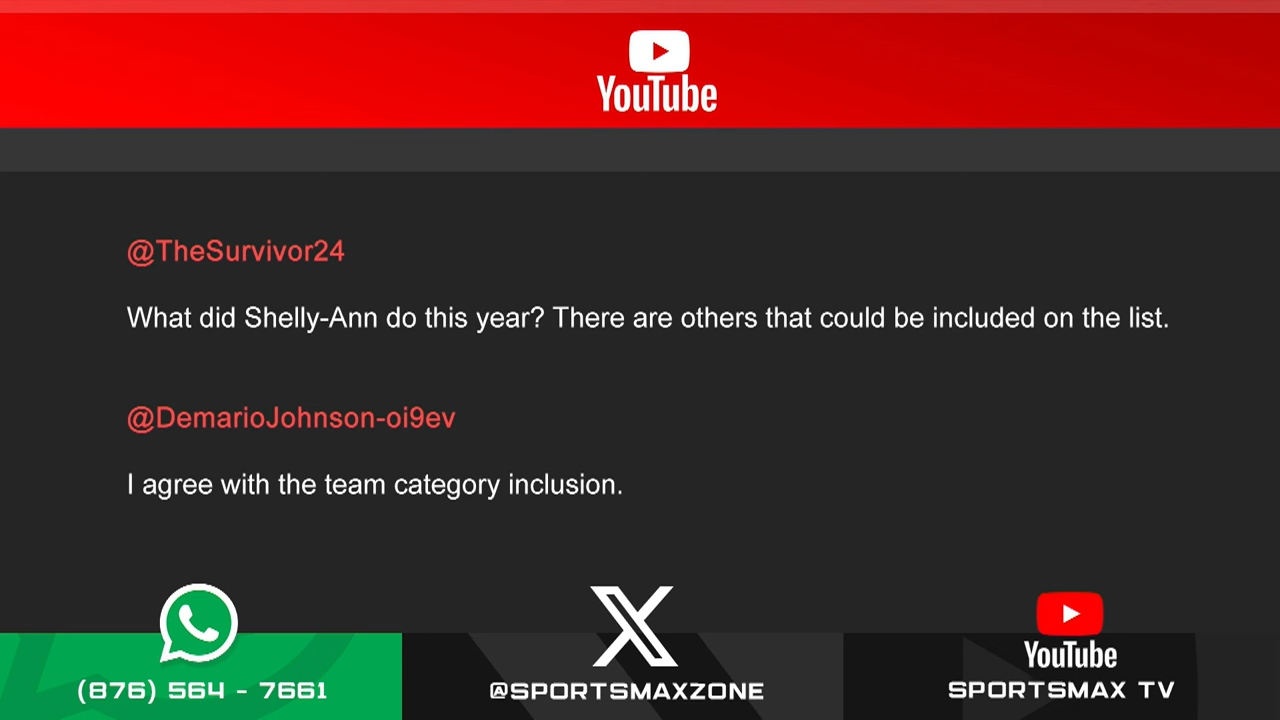 YouTube
@TheSurvivor24
What did Shelly-Ann do this year? There are others that could be included on the list.
@DemarioJohnson-oi9ev
I agree with the team category inclusion.
(876) 564 - 7661
@SPORTSMAXZONE
YouTube
SPORTSMAX TV